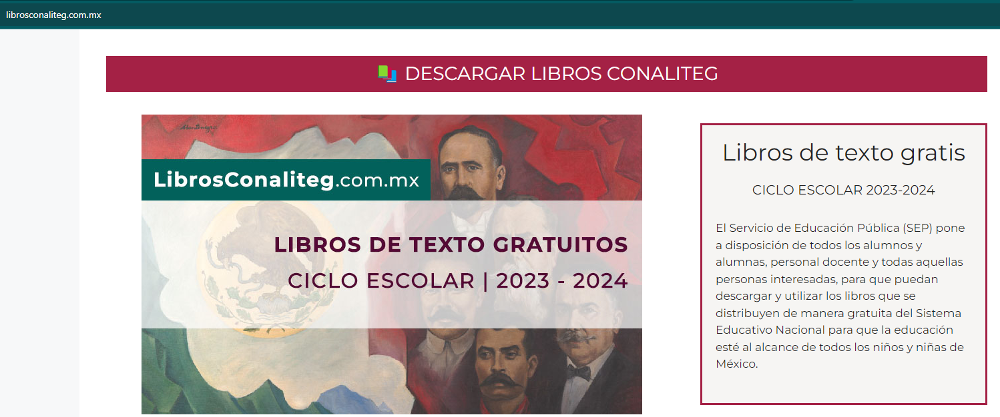 librosconaliteg.com.mx
DESCARGAR LIBROS CONALITEG
LibrosConaliteg.com.mx
LIBROS DE TEXTO GRATUITOS
CICLO ESCOLAR | 2023 - 2024
Libros de texto gratis
CICLO ESCOLAR 2023-2024
El Servicio de Educación Pública (SEP) pone
a disposición de todos los alumnos y
alumnas, personal docente y todas aquellas
personas interesadas, para que puedan
descargar y utilizar los libros que se
distribuyen de manera gratuita del Sistema
Educativo Nacional para que la educación
esté al alcance de todos los niños y niñas de
México.